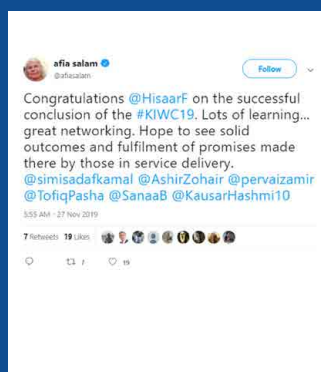 afia salam
@afiasalam
Follow
Congratulations @HisaarF on the successful
conclusion of the #KIWC19. Lots of learning...
great networking. Hope to see solid
outcomes and fulfilment of promises made
there by those in service delivery.
@simisadafkamal @AshirZohair @pervaizamir
@TofiqPasha @SanaaB @KausarHashmi10
5:55 AM - 27 Nov 2019
7 Retweets 19 Likes
7 19